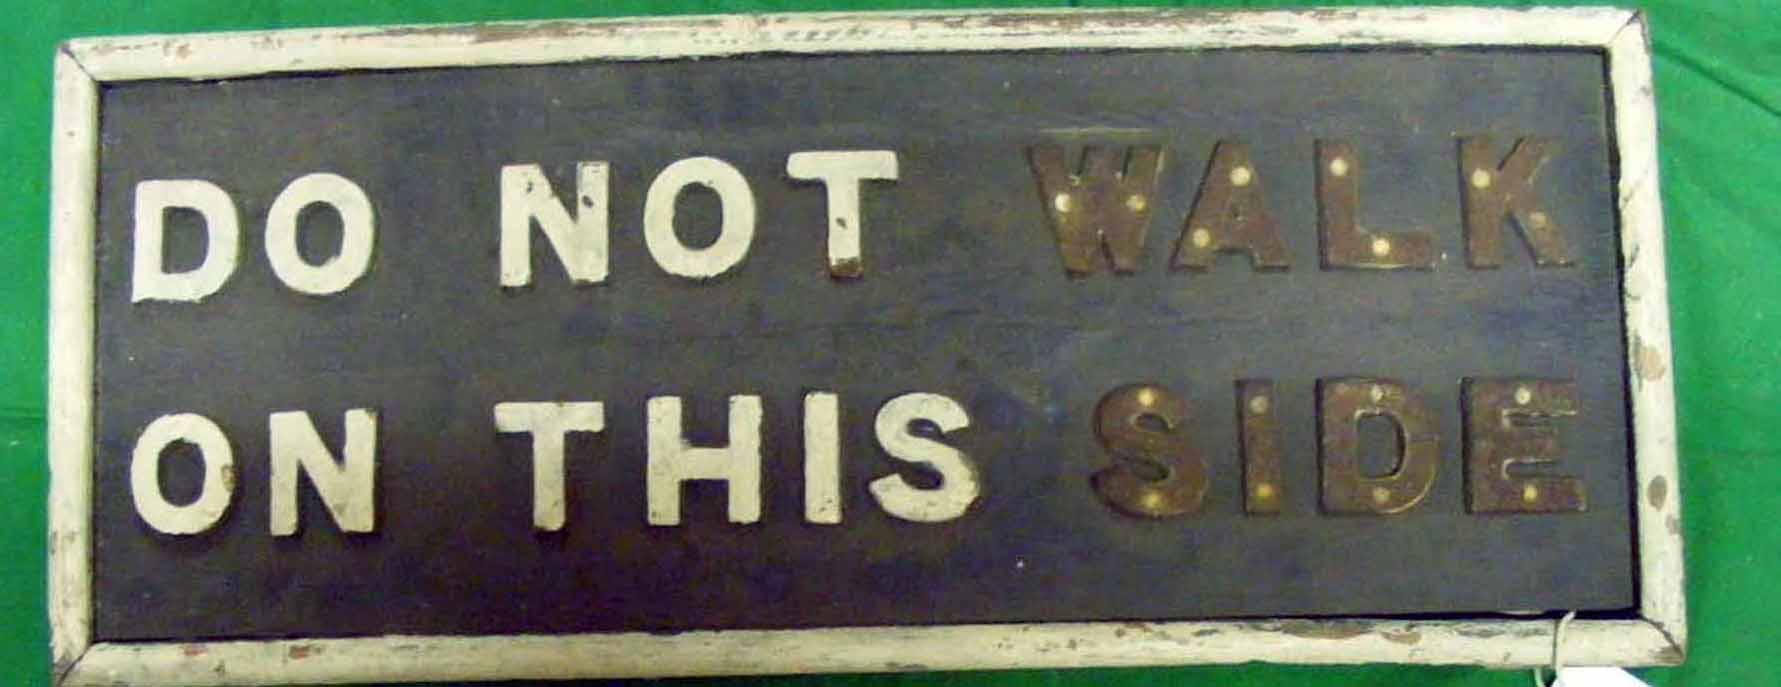 DO NOT WALK
ON THIS SIDE